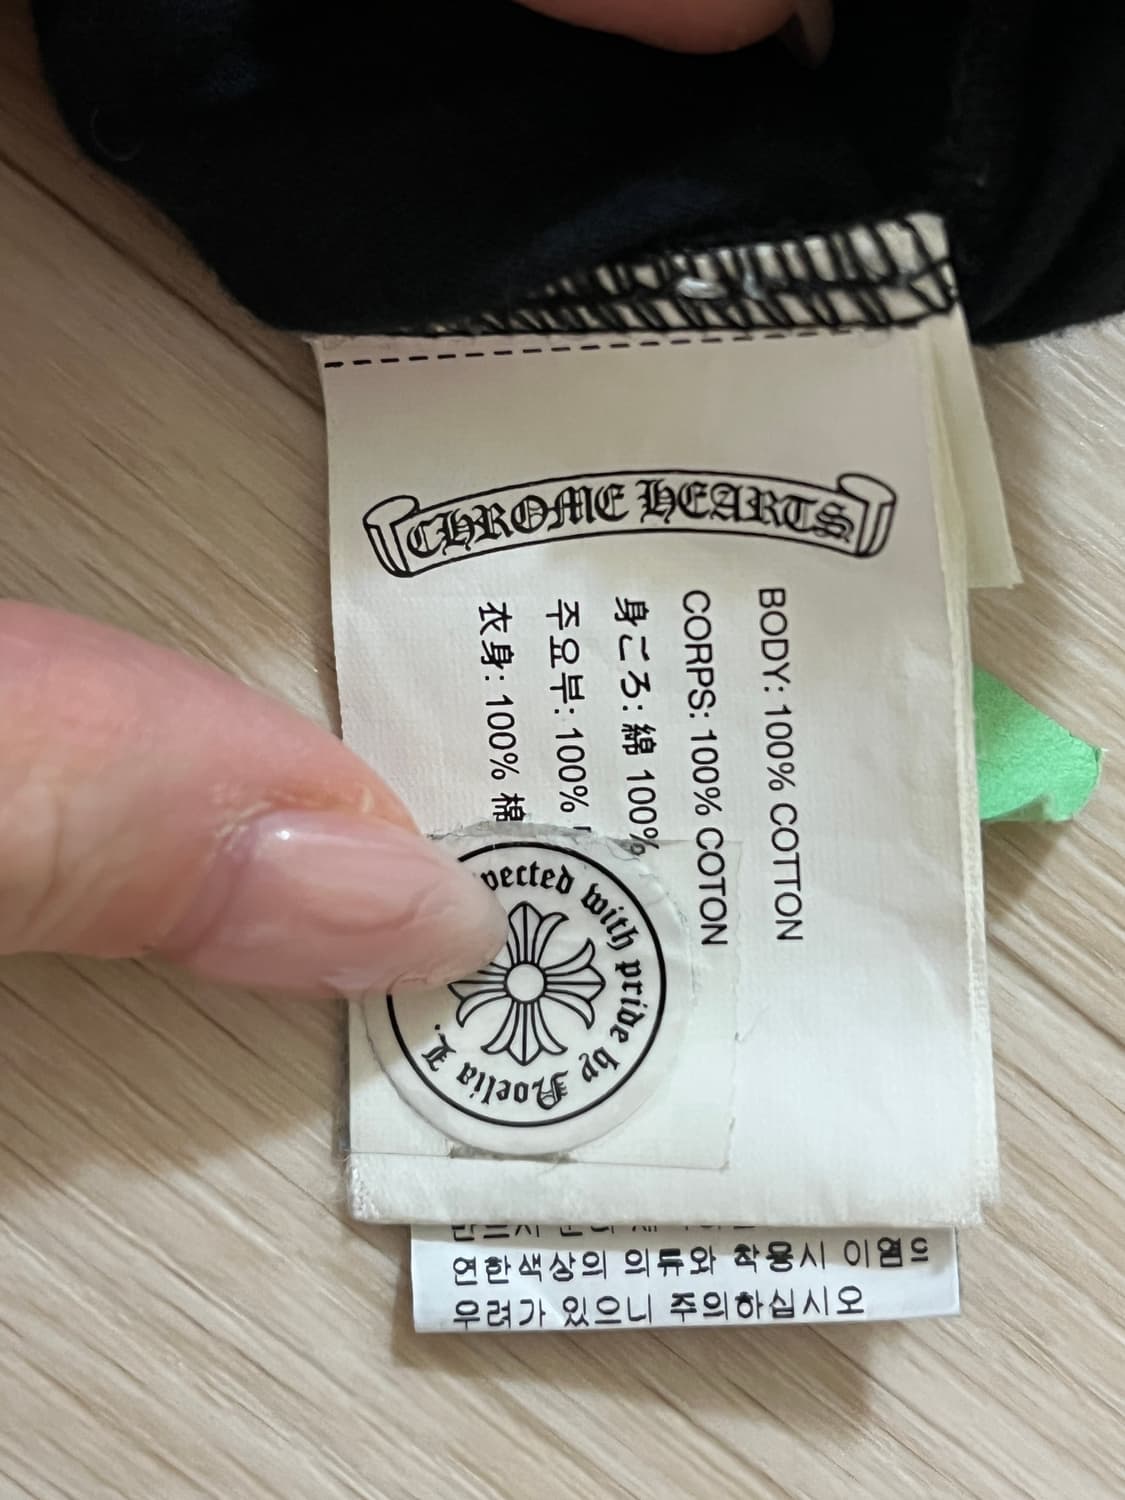 CHROME HEARTS
BODY: 100% COTTON
CORPS: 100% COTON
身ごろ: 綿 100%
주요부: 100%
衣身: 100% 棉
pected with pride by Noelia L.
연한색상의 의류와 착용시 이염으
우려가 있으니 주의하십시오